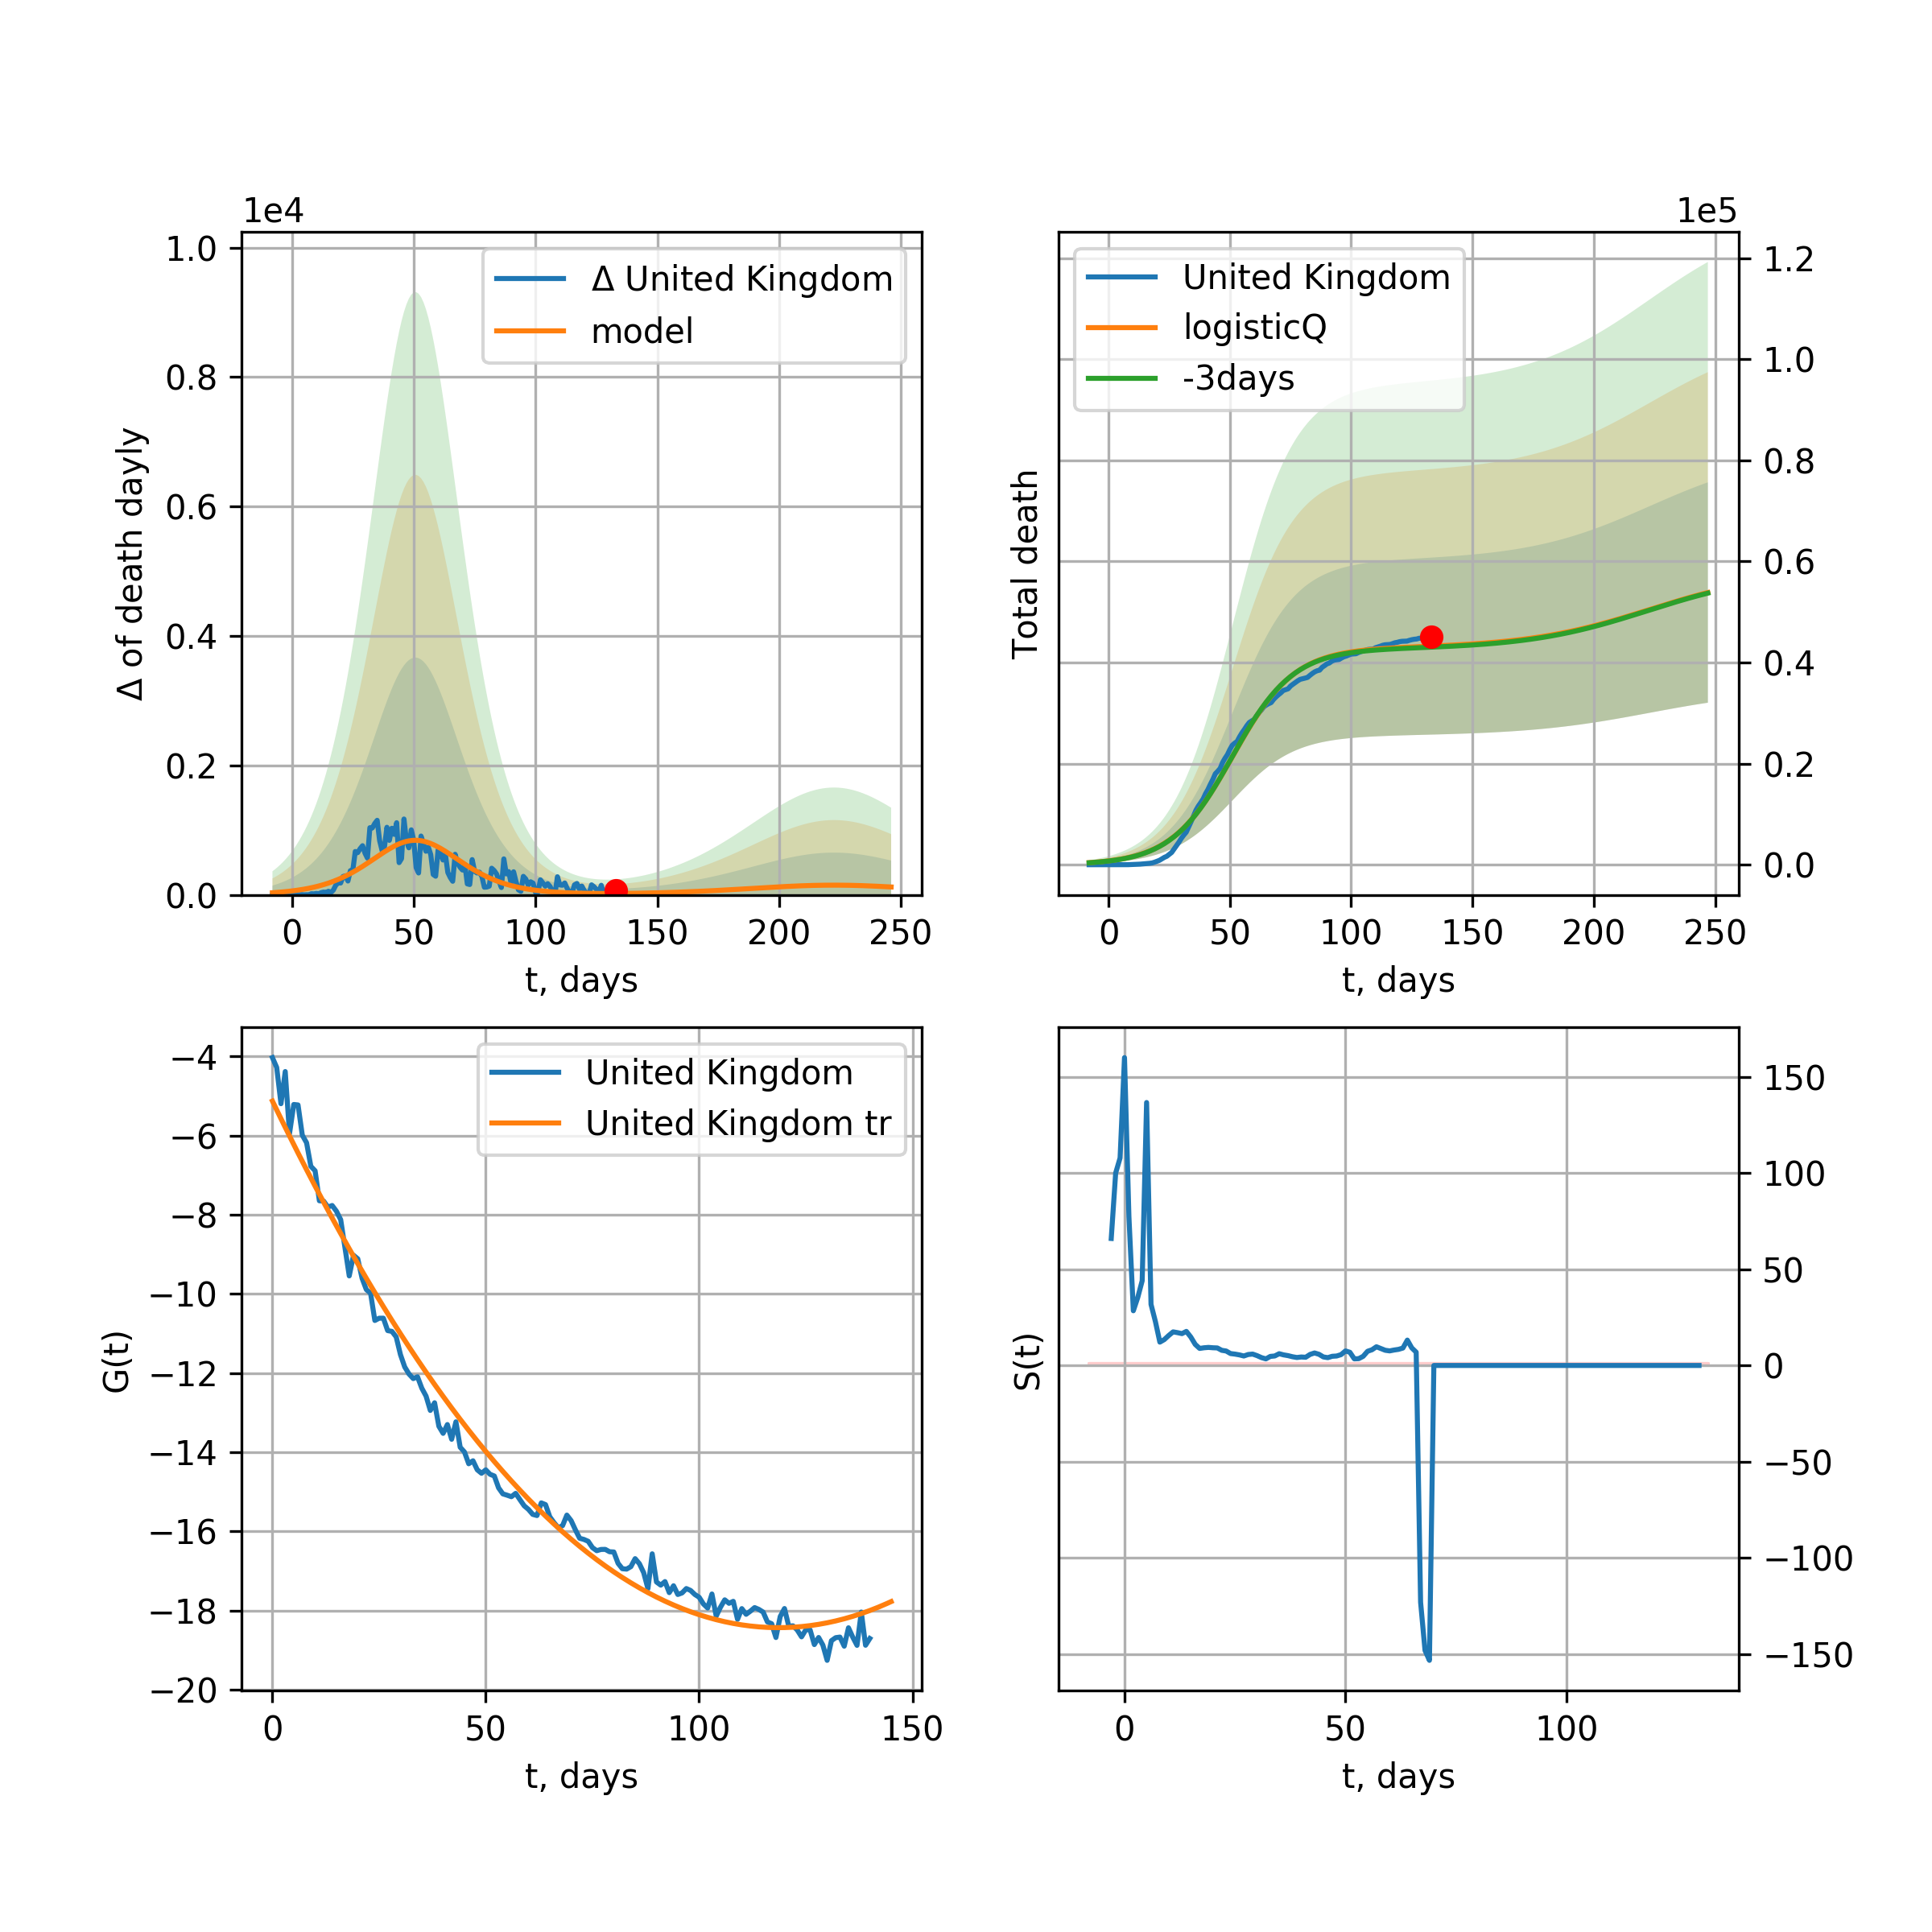 1e4
1.0
0.8
0.6
0.4
0.2
0.0
Δ of death dayly
Δ United Kingdom
model
0 50 100 150 200 250
t, days
1e5
1.2
1.0
0.8
0.6
0.4
0.2
0.0
Total death
United Kingdom
logisticQ
-3days
0 50 100 150 200 250
t, days
−4
−6
−8
−10
−12
−14
−16
−18
−20
G(t)
United Kingdom
United Kingdom tr
0 50 100 150
t, days
150
100
50
0
−50
−100
−150
S(t)
0 50 100
t, days